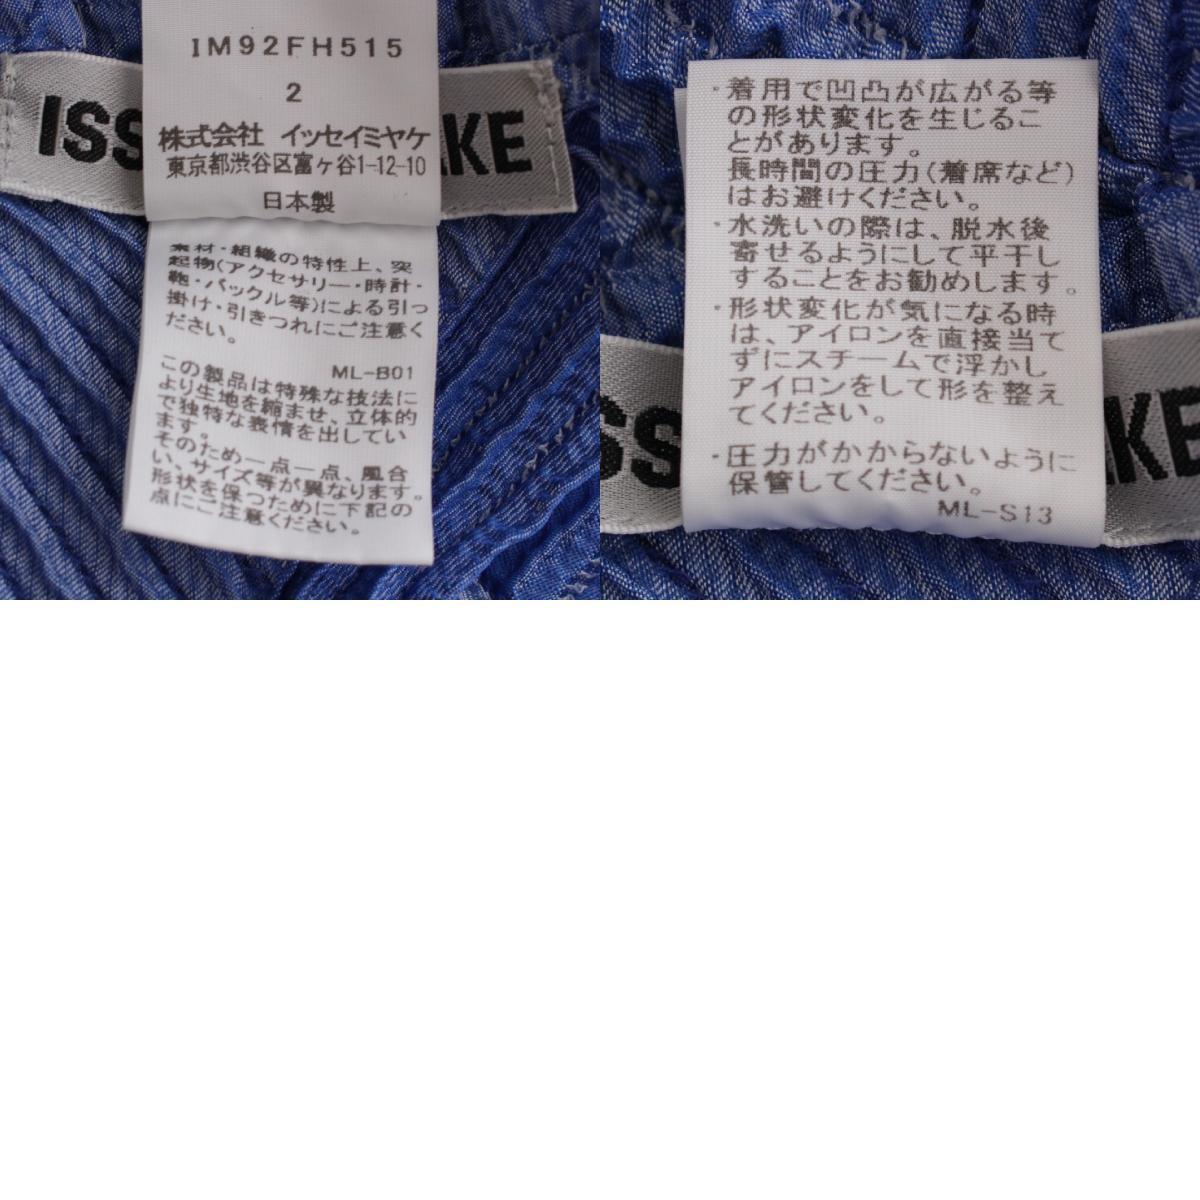 IM92FH515
2
株式会社 イッセイミヤケ
東京都渋谷区富ヶ谷1-12-10
日本製
ISS
AKE
素材・組織の特性上、突
起物(アクセサリー・時計・
鞄・バックル等)による引っ
掛け・引きつれにご注意く
ださい。
ML-B01
この製品は特殊な技法に
より生地を縮ませ、立体的
で独特な表情を出してい
ます。
そのため一点一点、風合
い、サイズ等が異なります。
形状を保つために下記の
点にご注意ください。
・着用で凹凸が広がる等
の形状変化を生じるこ
とがあります。
長時間の圧力(着席など)
はお避けください。
・水洗いの際は、脱水後
寄せるようにして平干し
することをお勧めします。
・形状変化が気になる時
は、アイロンを直接当て
ずにスチームで浮かし
アイロンをして形を整え
てください。
・圧力がかからないように
保管してください。
ML-S13
SS
AKE